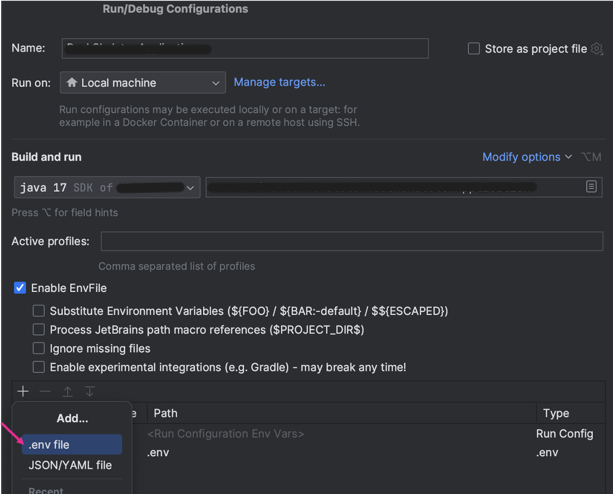 Run/Debug Configurations
Name:
Store as project file
Run on: Local machine Manage targets...
Run configurations may be executed locally or on a target: for
example in a Docker Container or on a remote host using SSH.
Build and run Modify options ⌥M
java 17 SDK of
Press ⌥ for field hints
Active profiles:
Comma separated list of profiles
Enable EnvFile
Substitute Environment Variables (${FOO} / ${BAR:-default} / $${ESCAPED})
Process JetBrains path macro references ($PROJECT_DIR$)
Ignore missing files
Enable experimental integrations (e.g. Gradle) - may break any time!
Add...
e Path Type
<Run Configuration Env Vars> Run Config
.env file
.env .env
JSON/YAML file
Recent